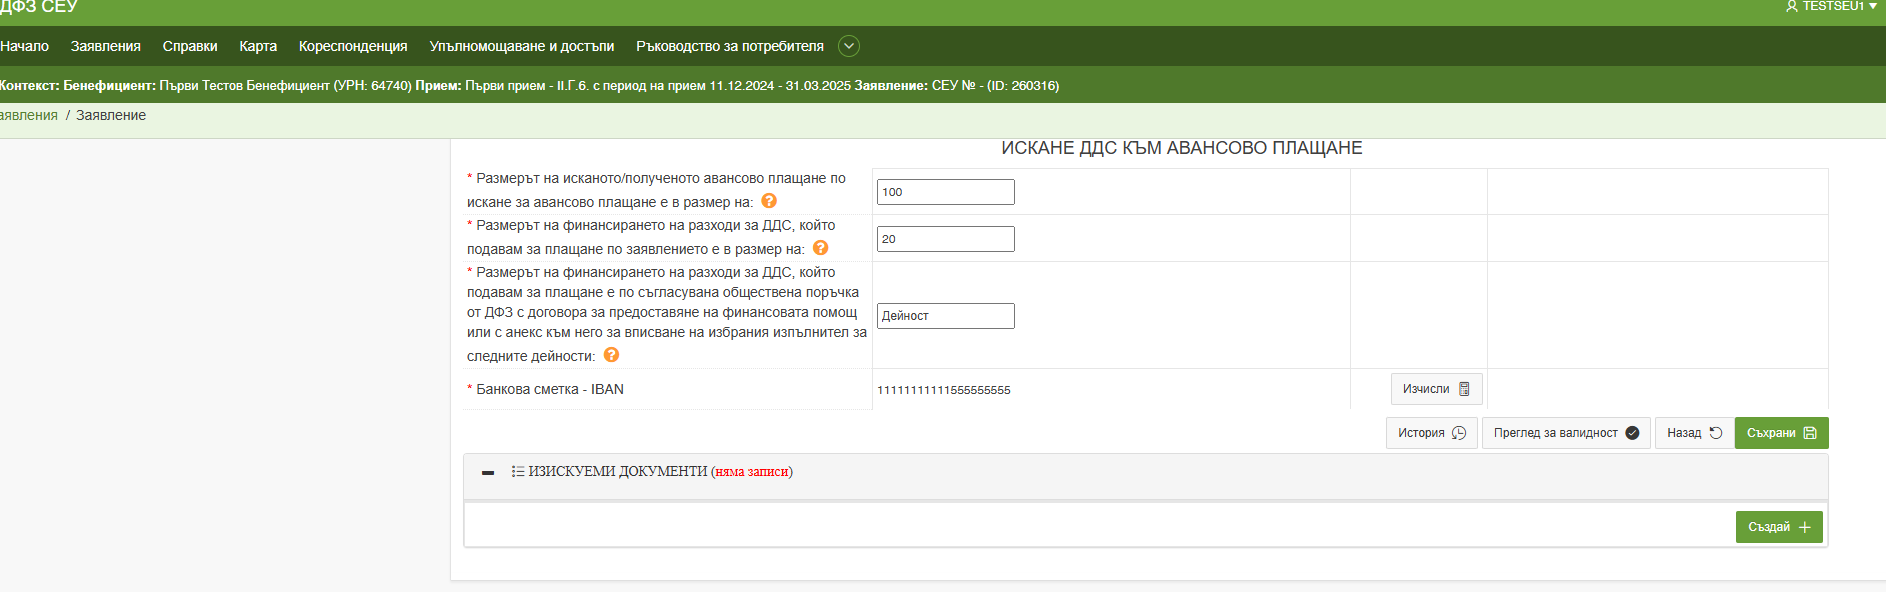 ДФЗ СЕУ
TESTSEU1
Начало Заявления Справки Карта Кореспонденция Упълномощаване и достъпи Ръководство за потребителя
Контекст: Бенефициент: Първи Тестов Бенефициент (УРН: 64740) Прием: Първи прием - II.Г.6. с период на прием 11.12.2024 - 31.03.2025 Заявление: СЕУ № - (ID: 260316)
аявления / Заявление
ИСКАНЕ ДДС КЪМ АВАНСОВО ПЛАЩАНЕ
* Размерът на исканото/полученото авансово плащане по
искане за авансово плащане е в размер на: ?
100
* Размерът на финансирането на разходи за ДДС, който
подавам за плащане по заявлението е в размер на: ?
20
* Размерът на финансирането на разходи за ДДС, който
подавам за плащане е по съгласувана обществена поръчка
от ДФЗ с договора за предоставяне на финансовата помощ
или с анекс към него за вписване на избрания изпълнител за
следните дейности: ?
Дейност
* Банкова сметка - IBAN
11111111111555555555
Изчисли
История Преглед за валидност Назад Съхрани
ИЗИСКУЕМИ ДОКУМЕНТИ (няма записи)
Създай